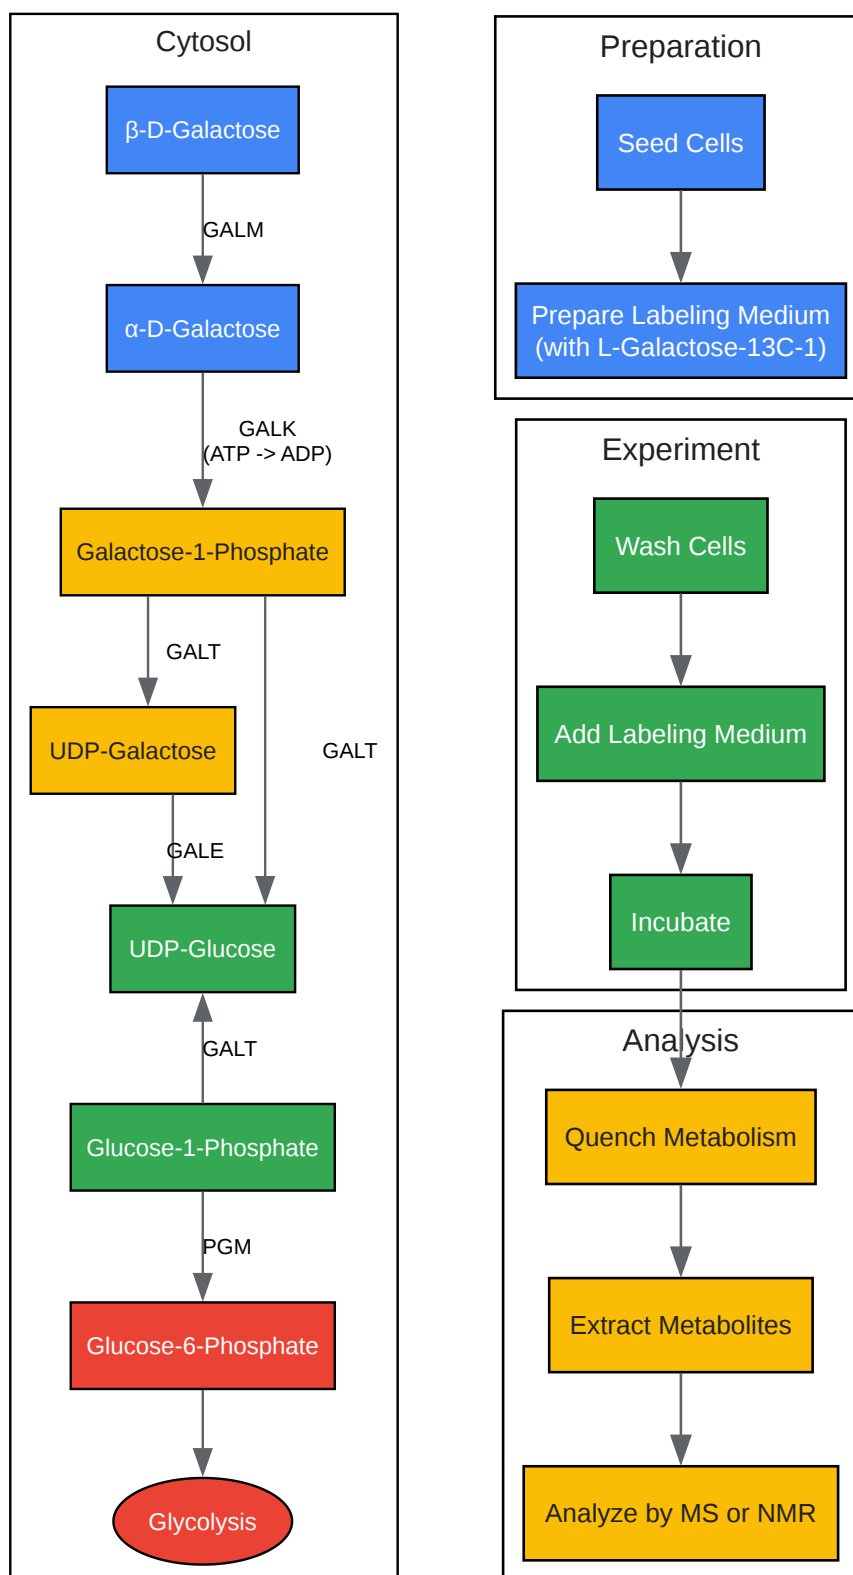 Cytosol
β-D-Galactose
GALM
α-D-Galactose
GALK
(ATP -> ADP)
Galactose-1-Phosphate
GALT
UDP-Galactose
GALT
GALE
UDP-Glucose
GALT
Glucose-1-Phosphate
PGM
Glucose-6-Phosphate
Glycolysis
Preparation
Seed Cells
Prepare Labeling Medium
(with L-Galactose-13C-1)
Experiment
Wash Cells
Add Labeling Medium
Incubate
Analysis
Quench Metabolism
Extract Metabolites
Analyze by MS or NMR